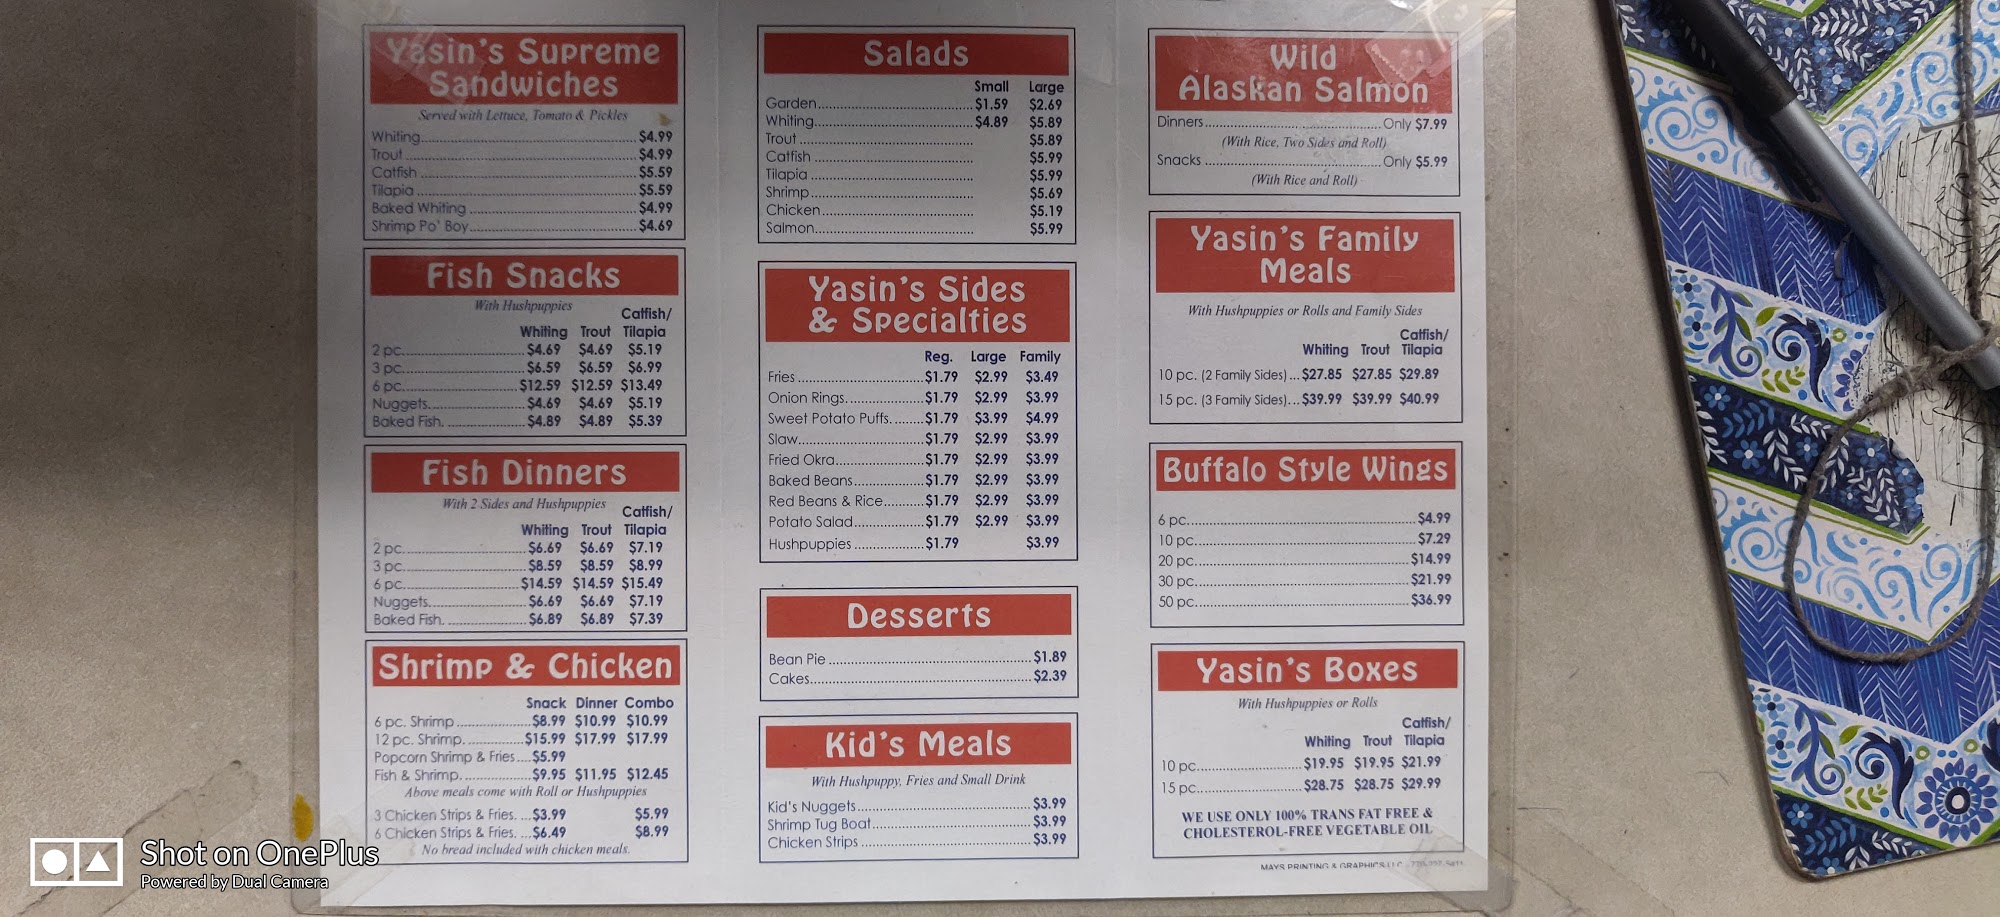 Yasin's Supreme
Sandwiches
Served with Lettuce, Tomato & Pickles
Whiting....................$4.99
Trout....................$4.99
Catfish....................$5.59
Tilapia....................$5.59
Baked Whiting....................$4.99
Shrimp Po' Boy....................$4.69
Fish Snacks
With Hushpuppies
Catfish/
Whiting Trout Tilapia
2 pc....................$4.69 $4.69 $5.19
3 pc....................$6.59 $6.59 $6.99
6 pc....................$12.59 $12.59 $13.49
Nuggets....................$4.69 $4.69 $5.19
Baked Fish. ....................$4.89 $4.89 $5.39
Fish Dinners
With 2 Sides and Hushpuppies
Catfish/
Whiting Trout Tilapia
2 pc....................$6.69 $6.69 $7.19
3 pc....................$8.59 $8.59 $8.99
6 pc....................$14.59 $14.59 $15.49
Nuggets....................$6.69 $6.69 $7.19
Baked Fish. ....................$6.89 $6.89 $7.39
Shrimp & Chicken
Snack Dinner Combo
6 pc. Shrimp....................$8.99 $10.99 $10.99
12 pc. Shrimp. ....................$15.99 $17.99 $17.99
Popcorn Shrimp & Fries....$5.99
Fish & Shrimp. ....................$9.95 $11.95 $12.45
Above meals come with Roll or Hushpuppies
3 Chicken Strips & Fries. ...$3.99 $5.99
6 Chicken Strips & Fries. ...$6.49 $8.99
No bread included with chicken meals.
Salads
Small Large
Garden....................$1.59 $2.69
Whiting....................$4.89 $5.89
Trout.................... $5.89
Catfish.................... $5.99
Tilapia.................... $5.99
Shrimp.................... $5.69
Chicken.................... $5.19
Salmon.................... $5.99
Yasin's Sides
& Specialties
Reg. Large Family
Fries....................$1.79 $2.99 $3.49
Onion Rings....................$1.79 $2.99 $3.99
Sweet Potato Puffs. ........$1.79 $3.99 $4.99
Slaw....................$1.79 $2.99 $3.99
Fried Okra....................$1.79 $2.99 $3.99
Baked Beans....................$1.79 $2.99 $3.99
Red Beans & Rice..........$1.79 $2.99 $3.99
Potato Salad....................$1.79 $2.99 $3.99
Hushpuppies....................$1.79 $3.99
Desserts
Bean Pie....................$1.89
Cakes....................$2.39
Kid's Meals
With Hushpuppy, Fries and Small Drink
Kid's Nuggets....................$3.99
Shrimp Tug Boat....................$3.99
Chicken Strips....................$3.99
Wild
Alaskan Salmon
Dinners....................Only $7.99
(With Rice, Two Sides and Roll)
Snacks....................Only $5.99
(With Rice and Roll)
Yasin's Family
Meals
With Hushpuppies or Rolls and Family Sides
Catfish/
Whiting Trout Tilapia
10 pc. (2 Family Sides)...$27.85 $27.85 $29.89
15 pc. (3 Family Sides)...$39.99 $39.99 $40.99
Buffalo Style Wings
6 pc....................$4.99
10 pc....................$7.29
20 pc....................$14.99
30 pc....................$21.99
50 pc....................$36.99
Yasin's Boxes
With Hushpuppies or Rolls
Catfish/
Whiting Trout Tilapia
10 pc....................$19.95 $19.95 $21.99
15 pc....................$28.75 $28.75 $29.99
WE USE ONLY 100% TRANS FAT FREE &
CHOLESTEROL-FREE VEGETABLE OIL
MAYS PRINTING & GRAPHICS LLC
Shot on OnePlus
Powered by Dual Camera